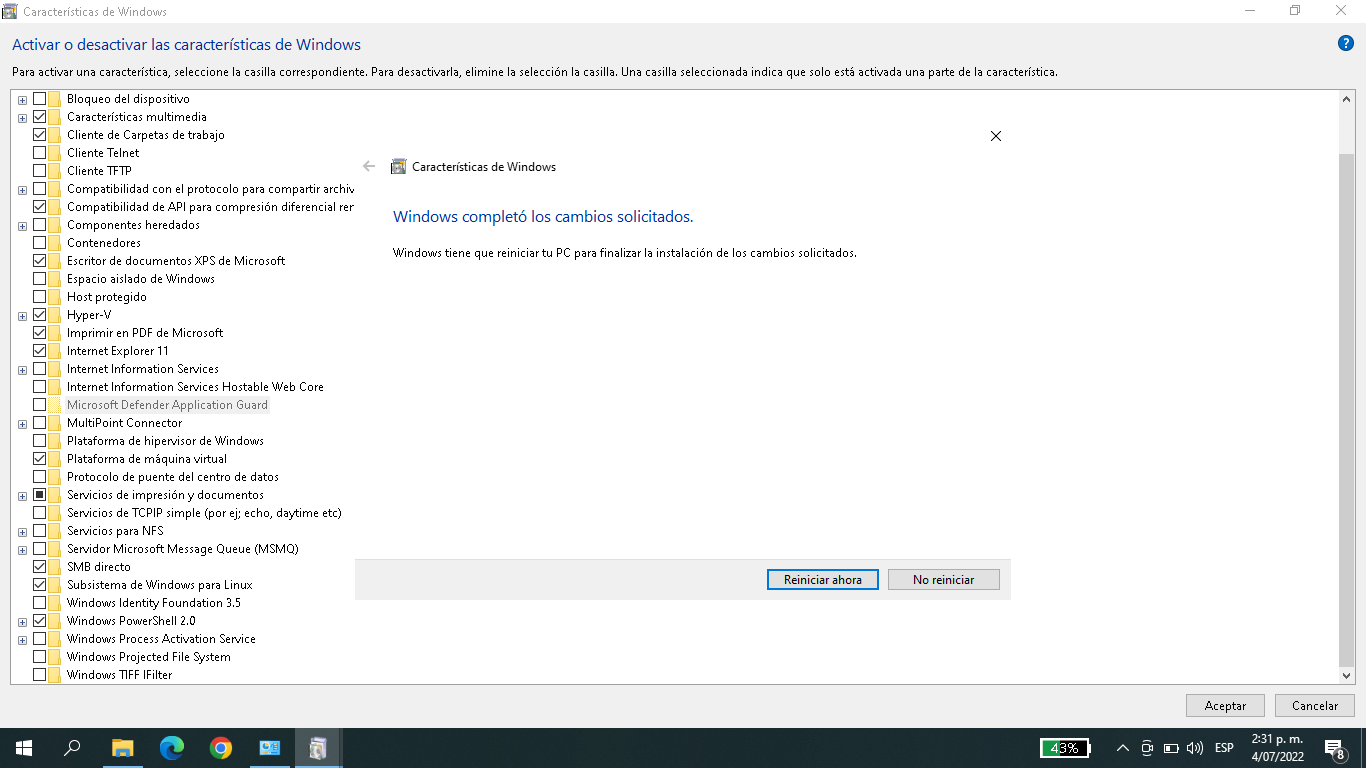 Características de Windows
Activar o desactivar las características de Windows
?
Para activar una característica, seleccione la casilla correspondiente. Para desactivarla, elimine la selección la casilla. Una casilla seleccionada indica que solo está activada una parte de la característica.
Bloqueo del dispositivo
Características multimedia
Cliente de Carpetas de trabajo
Cliente Telnet
Cliente TFTP
Compatibilidad con el protocolo para compartir archiv
Compatibilidad de API para compresión diferencial rem
Componentes heredados
Contenedores
Escritor de documentos XPS de Microsoft
Espacio aislado de Windows
Host protegido
Hyper-V
Imprimir en PDF de Microsoft
Internet Explorer 11
Internet Information Services
Internet Information Services Hostable Web Core
Microsoft Defender Application Guard
MultiPoint Connector
Plataforma de hipervisor de Windows
Plataforma de máquina virtual
Protocolo de puente del centro de datos
Servicios de impresión y documentos
Servicios de TCPIP simple (por ej; echo, daytime etc)
Servicios para NFS
Servidor Microsoft Message Queue (MSMQ)
SMB directo
Subsistema de Windows para Linux
Windows Identity Foundation 3.5
Windows PowerShell 2.0
Windows Process Activation Service
Windows Projected File System
Windows TIFF IFilter
Características de Windows
Windows completó los cambios solicitados.
Windows tiene que reiniciar tu PC para finalizar la instalación de los cambios solicitados.
Reiniciar ahora
No reiniciar
Aceptar
Cancelar
43%
ESP
2:31 p. m.
4/07/2022
8